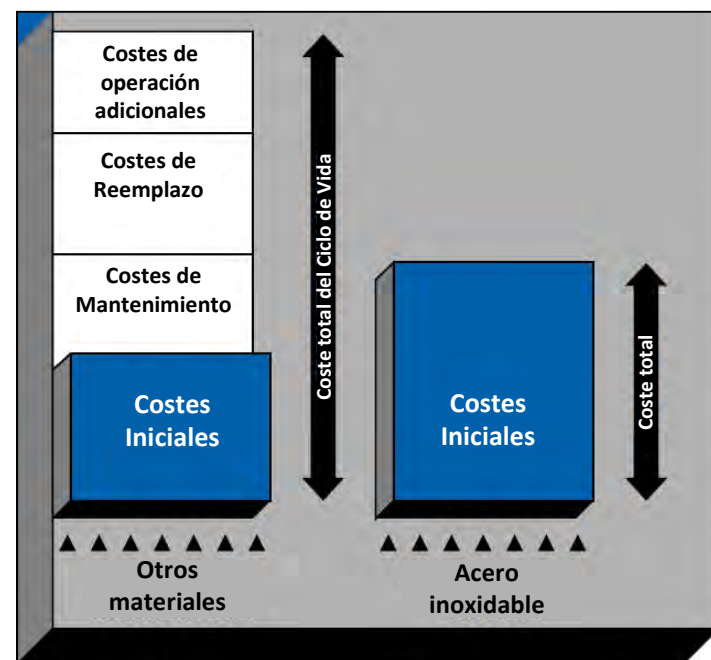 Costes de
operación
adicionales
Costes de
Reemplazo
Costes de
Mantenimiento
Costes
Iniciales
Coste total del Ciclo de Vida
Costes
Iniciales
Coste total
Otros
materiales
Acero
inoxidable